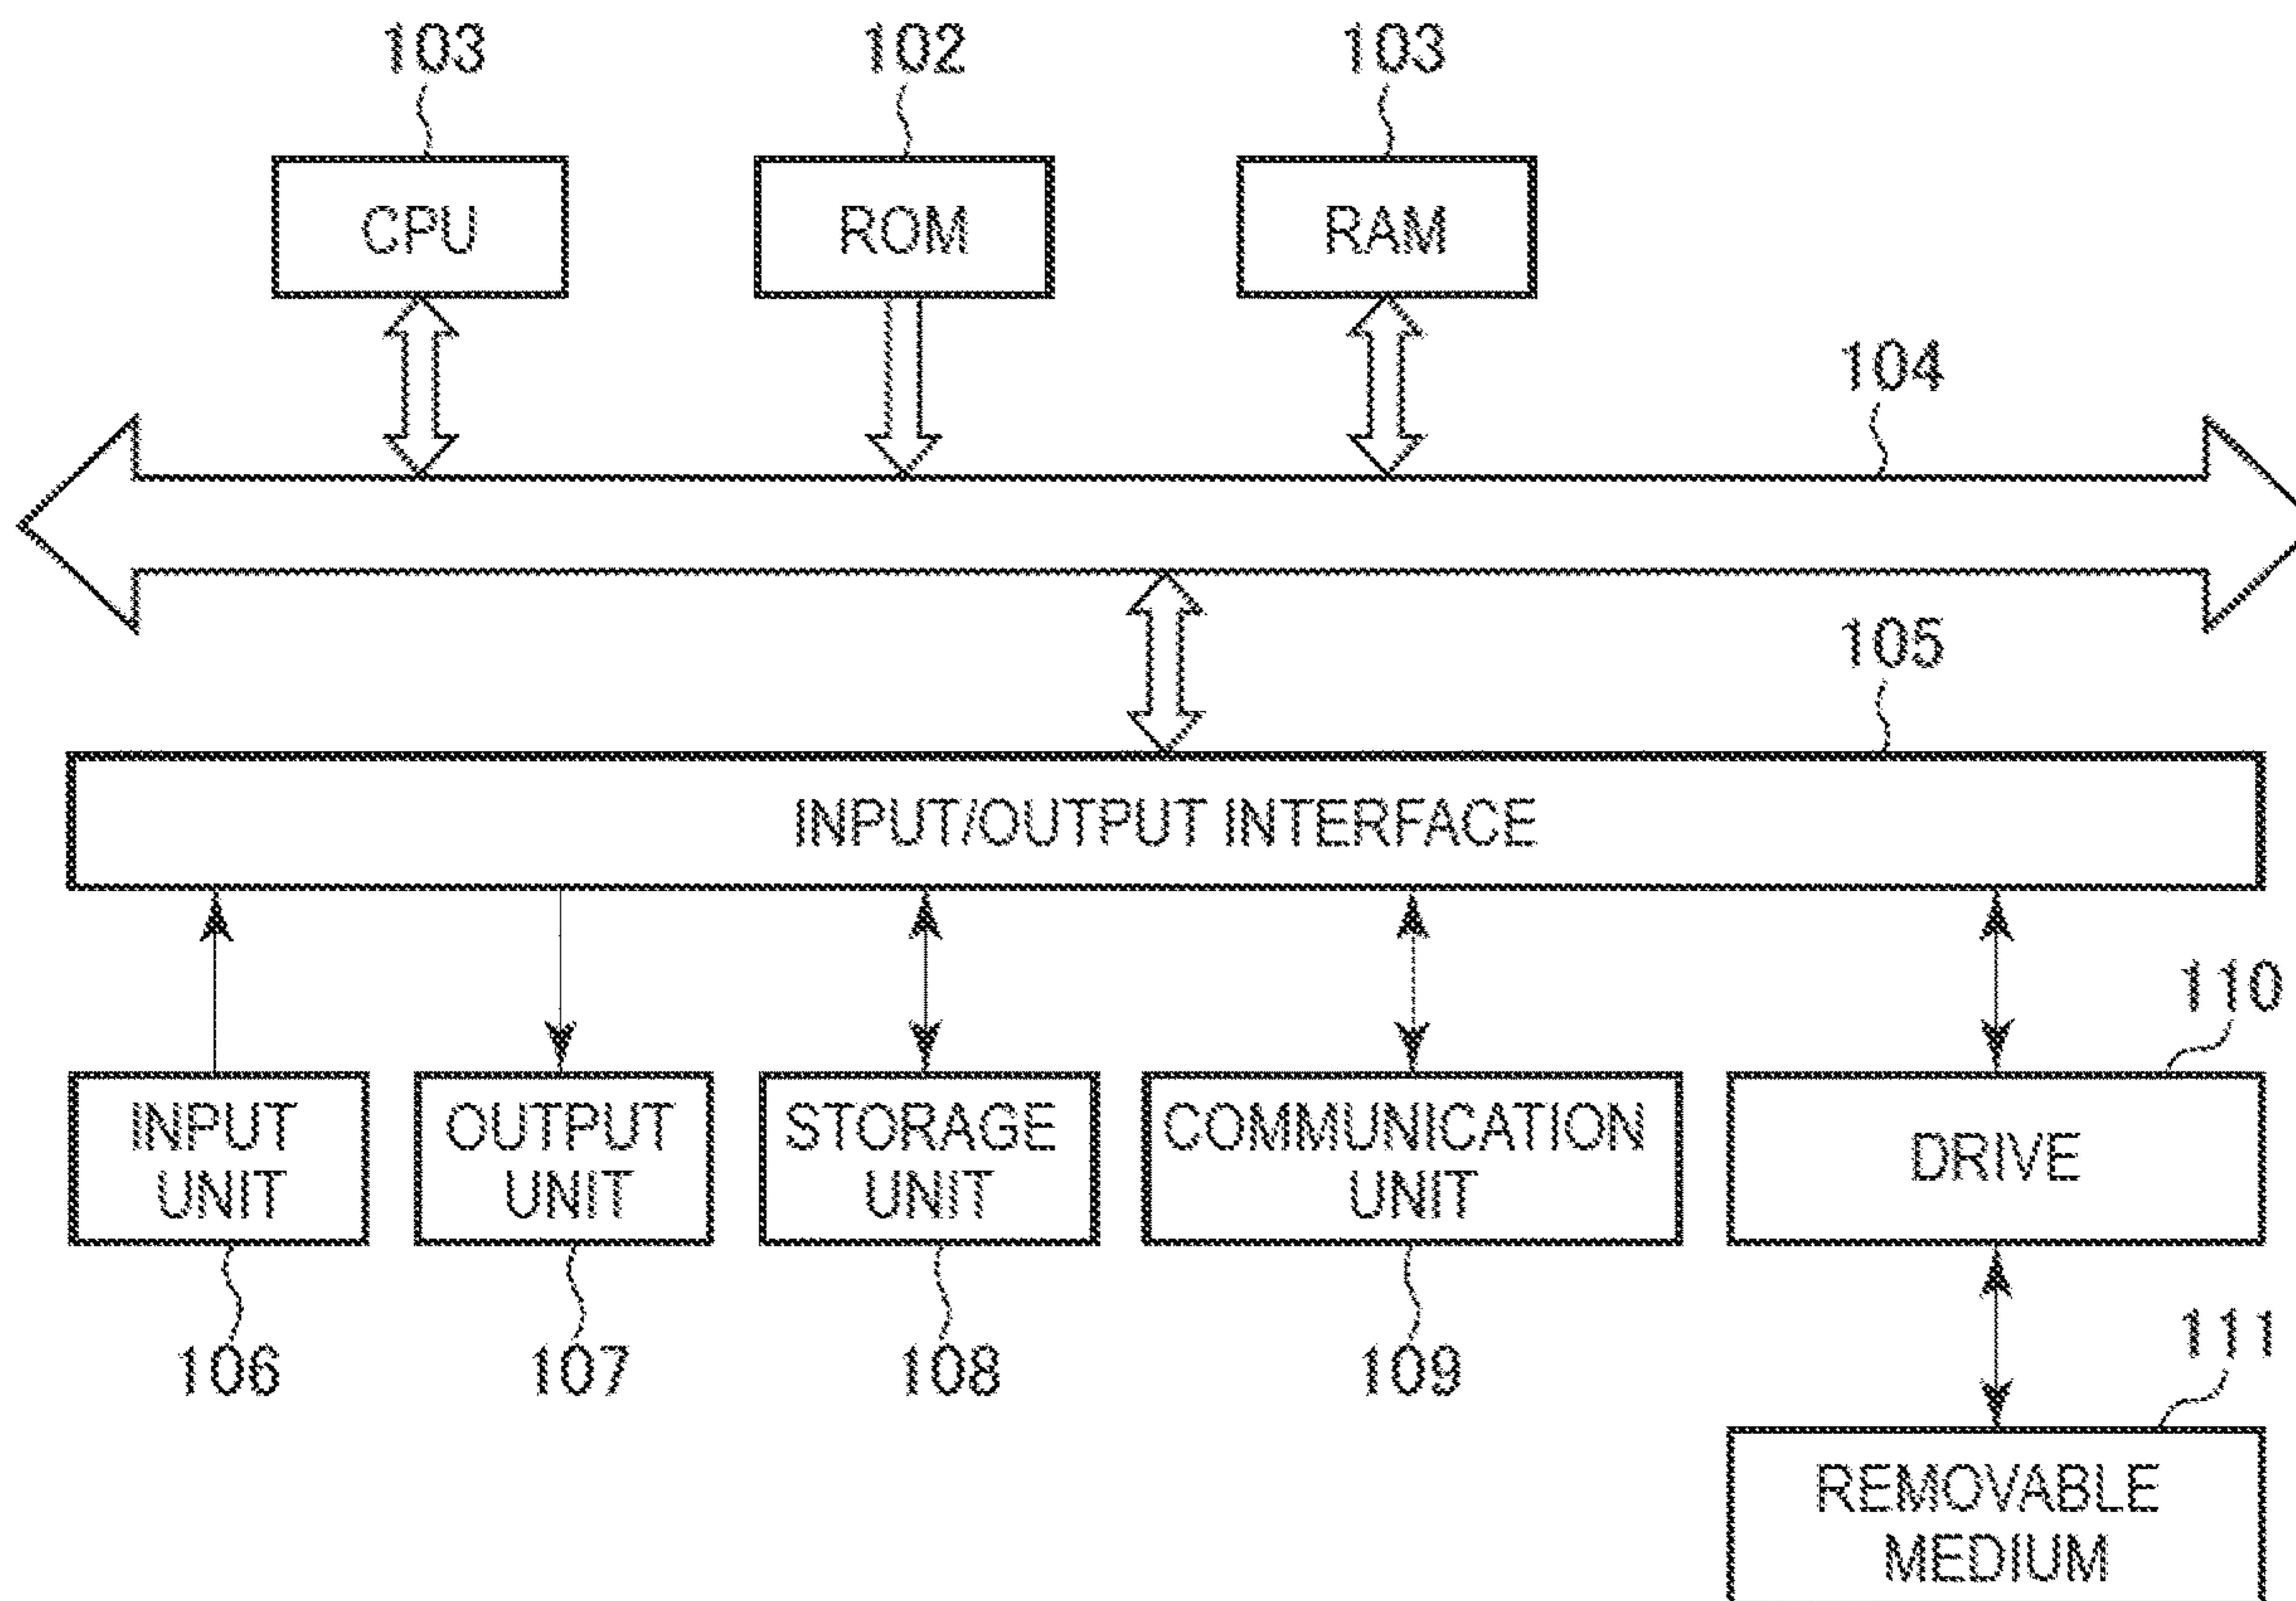 103
102
103
CPU
ROM
RAM
104
105
INPUT/OUTPUT INTERFACE
110
INPUT
UNIT
OUTPUT
UNIT
STORAGE
UNIT
COMMUNICATION
UNIT
DRIVE
106
107
108
109
111
REMOVABLE
MEDIUM